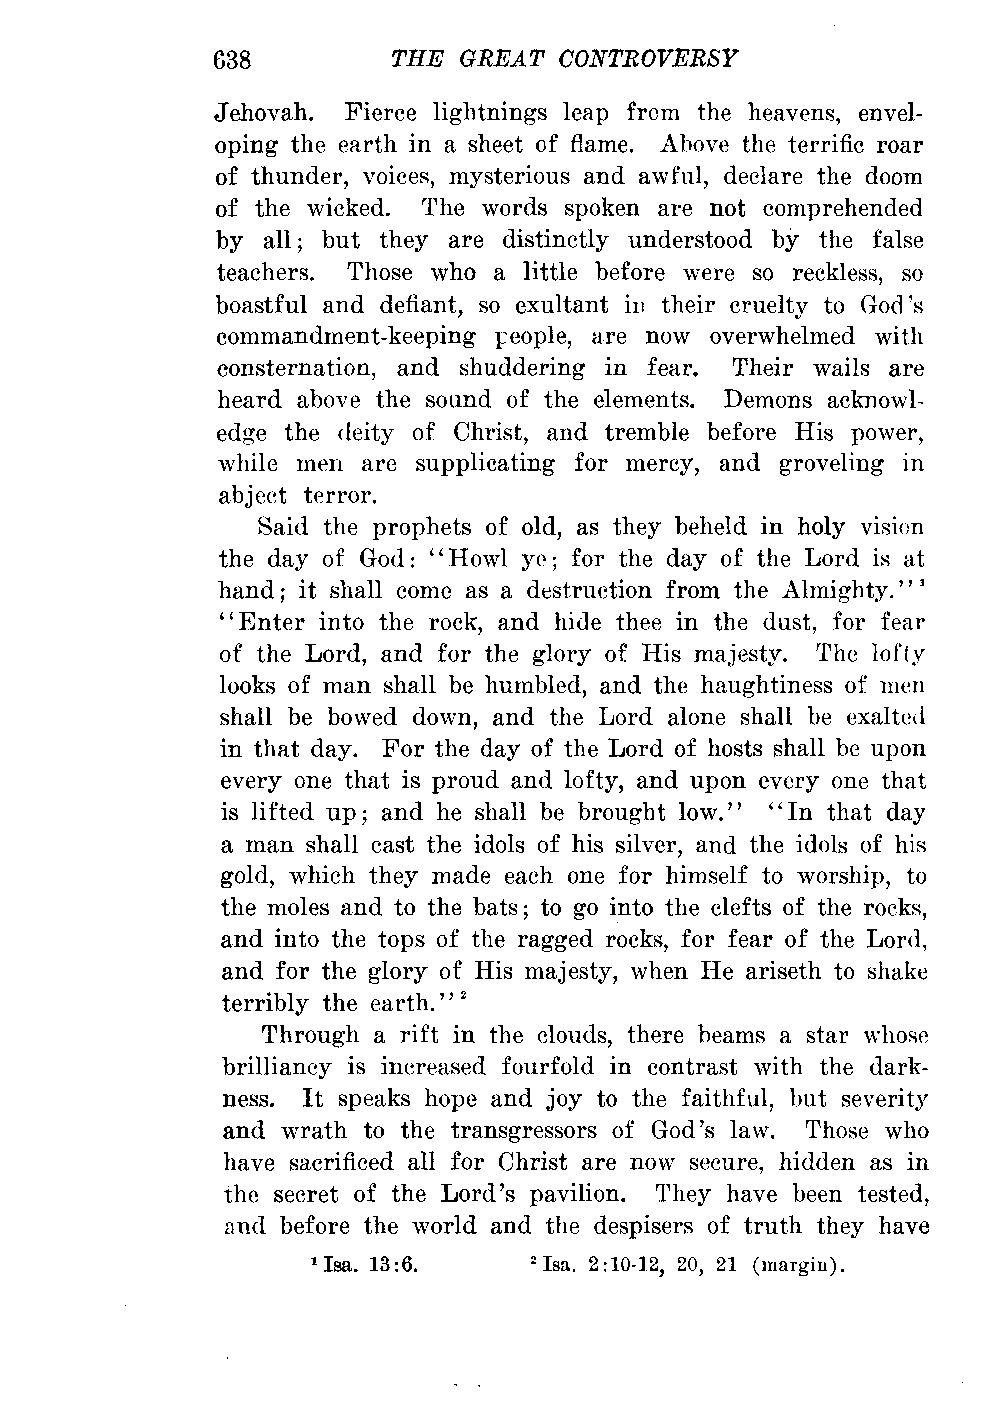 638 THE GREAT CONTROVERSY
Jehovah. Fierce lightnings leap from the heavens, envel-
oping the earth in a sheet of flame. Above the terrific roar
of thunder, voices, mysterious and awful, declare the doom
of the wicked. The words spoken are not comprehended
by all; but they are distinctly understood by the false
teachers. Those who a little before were so reckless, so
boastful and defiant, so exultant in their cruelty to God's
commandment-keeping people, are now overwhelmed with
consternation, and shuddering in fear. Their wails are
heard above the sound of the elements. Demons acknowl-
edge the deity of Christ, and tremble before His power,
while men are supplicating for mercy, and groveling in
abject terror.
Said the prophets of old, as they beheld in holy vision
the day of God: "Howl ye; for the day of the Lord is at
hand; it shall come as a destruction from the Almighty."¹
"Enter into the rock, and hide thee in the dust, for fear
of the Lord, and for the glory of His majesty. The lofty
looks of man shall be humbled, and the haughtiness of men
shall be bowed down, and the Lord alone shall be exalted
in that day. For the day of the Lord of hosts shall be upon
every one that is proud and lofty, and upon every one that
is lifted up; and he shall be brought low." "In that day
a man shall cast the idols of his silver, and the idols of his
gold, which they made each one for himself to worship, to
the moles and to the bats; to go into the clefts of the rocks,
and into the tops of the ragged rocks, for fear of the Lord,
and for the glory of His majesty, when He ariseth to shake
terribly the earth."²
Through a rift in the clouds, there beams a star whose
brilliancy is increased fourfold in contrast with the dark-
ness. It speaks hope and joy to the faithful, but severity
and wrath to the transgressors of God's law. Those who
have sacrificed all for Christ are now secure, hidden as in
the secret of the Lord's pavilion. They have been tested,
and before the world and the despisers of truth they have
¹ Isa. 13:6. ² Isa. 2:10-12, 20, 21 (margin).